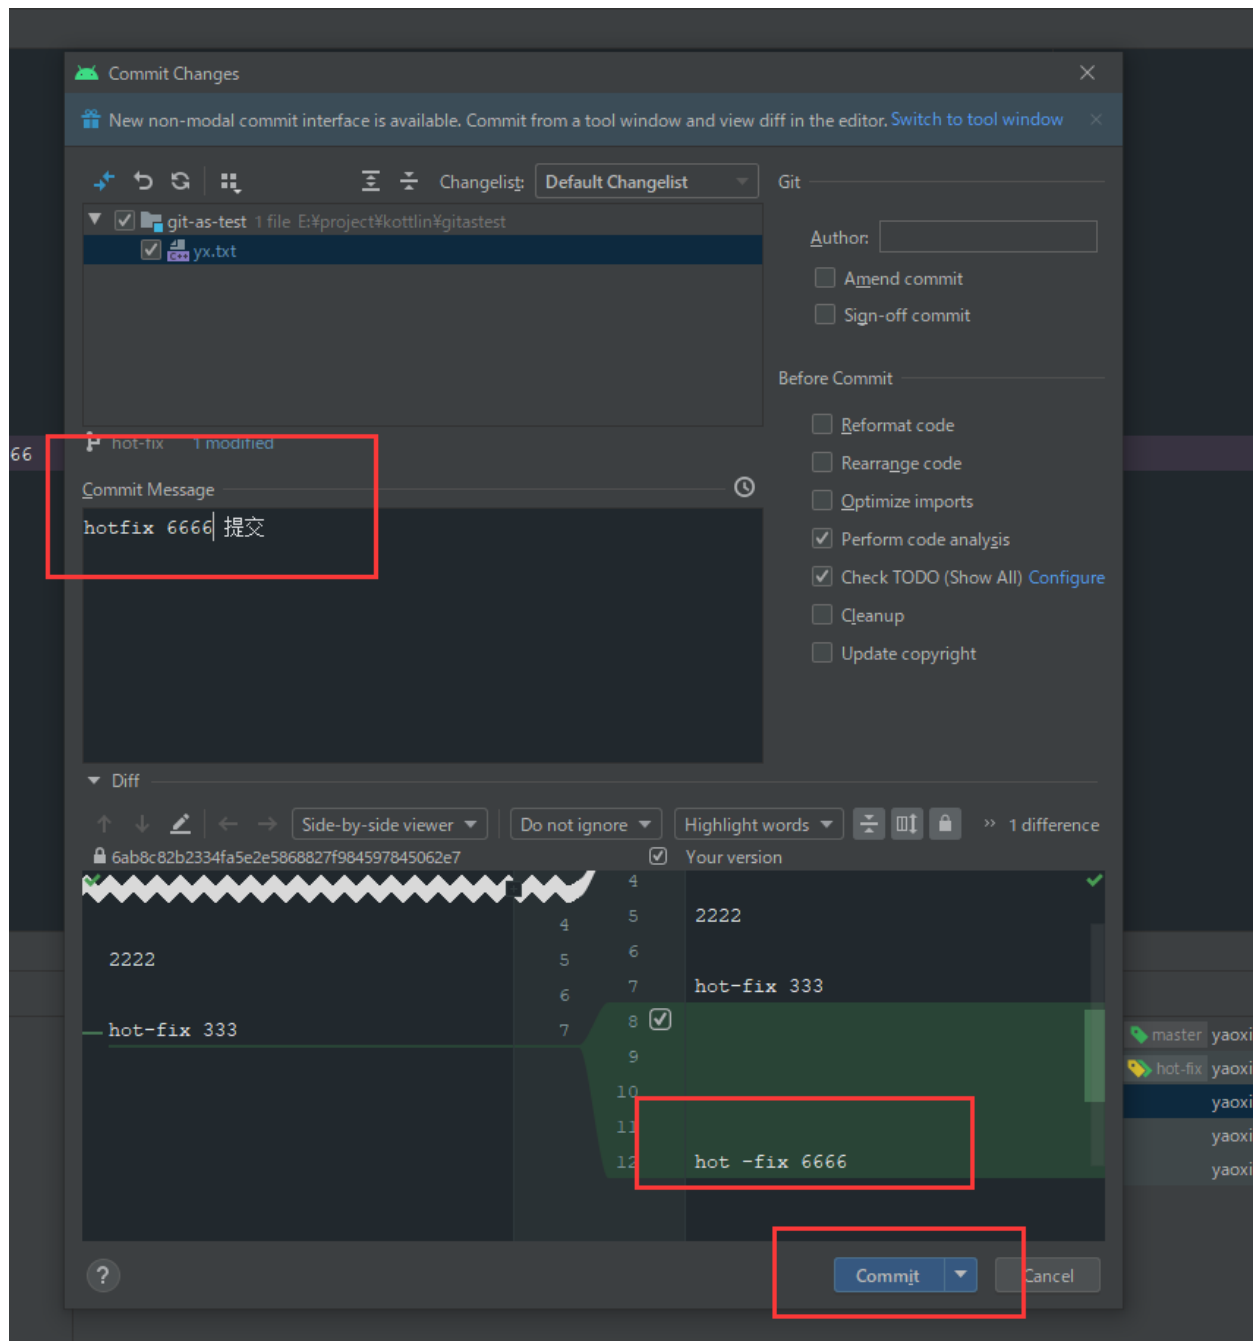 Commit Changes
New non-modal commit interface is available. Commit from a tool window and view diff in the editor. Switch to tool window
Changelist: Default Changelist
git-as-test 1 file E:¥project¥kottlin¥gitastest
yx.txt
hot-fix 1 modified
66
Commit Message
hotfix 6666 提交
Git
Author:
Amend commit
Sign-off commit
Before Commit
Reformat code
Rearrange code
Optimize imports
Perform code analysis
Check TODO (Show All) Configure
Cleanup
Update copyright
Diff
Side-by-side viewer Do not ignore Highlight words 1 difference
6ab8c82b2334fa5e2e5868827f984597845062e7 Your version
4
2222 5
6
hot-fix 333 7
4
5 2222
6
7 hot-fix 333
8
9
10
11
12 hot -fix 6666
master yaoxi
hot-fix yaoxi
yaoxi
yaoxi
yaoxi
? Commit Cancel